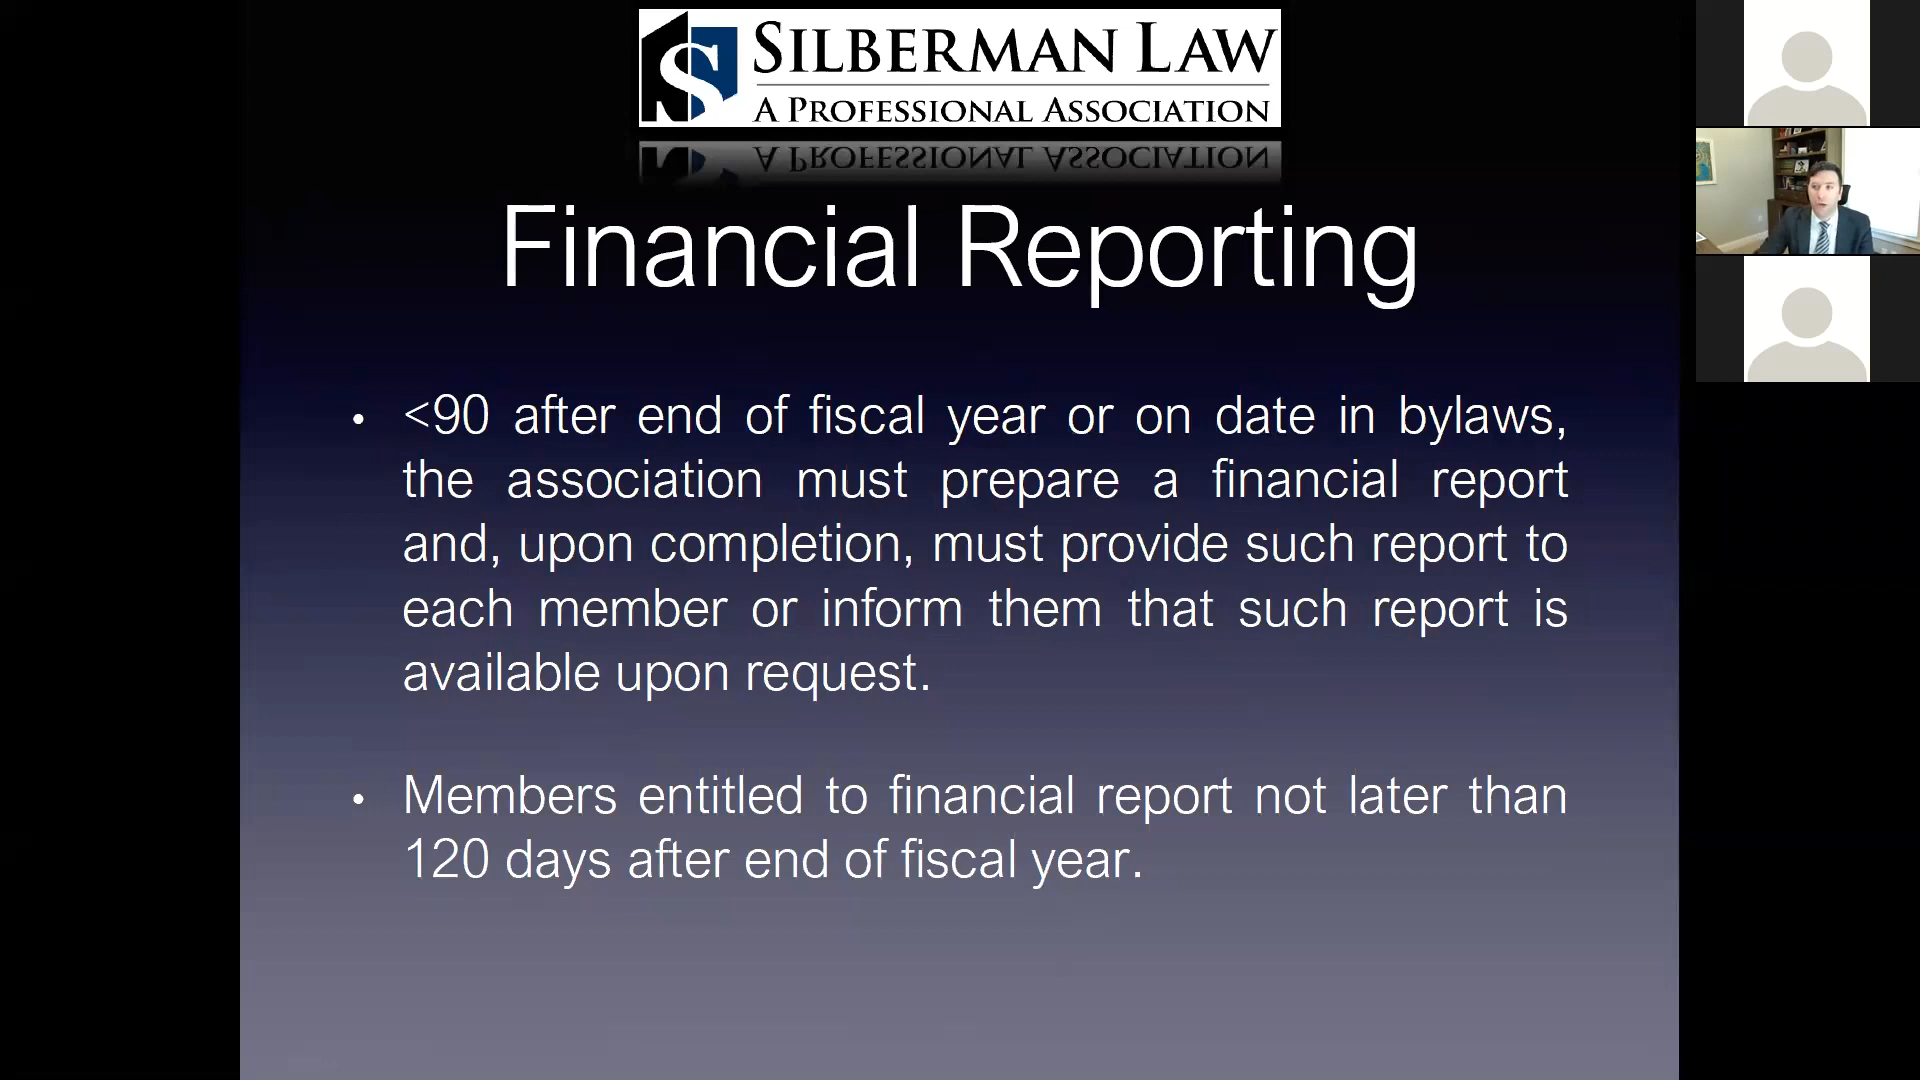 SILBERMAN LAW
A PROFESSIONAL ASSOCIATION
Financial Reporting
• <90 after end of fiscal year or on date in bylaws,
the association must prepare a financial report
and, upon completion, must provide such report to
each member or inform them that such report is
available upon request.
• Members entitled to financial report not later than
120 days after end of fiscal year.